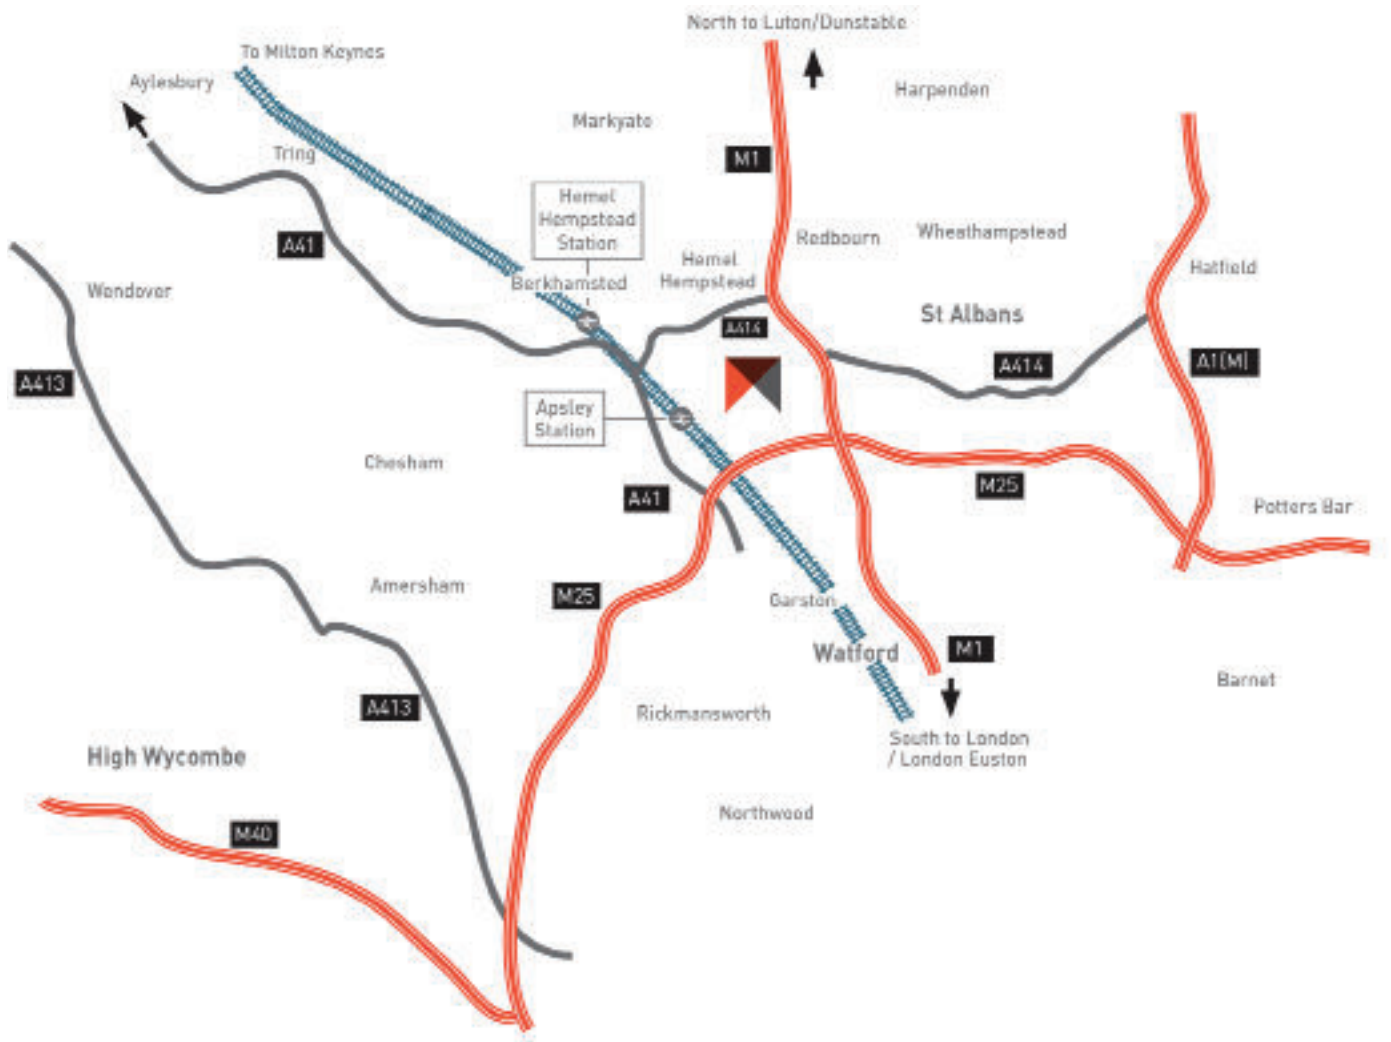 North to Luton/Dunstable
To Milton Keynes
Aylesbury
Harpenden
Markyate
Tring
M1
Hemel
Hempstead
Station
A41
Redbourn
Wheathampstead
Hemel
Hempstead
Hatfield
Berkhamsted
Wendover
St Albans
A414
A413
A414
A1(M)
Apsley
Station
Chesham
A41
M25
Potters Bar
Amersham
M25
Garston
Watford
M1
Barnet
A413
Rickmansworth
South to London
/ London Euston
High Wycombe
Northwood
M40